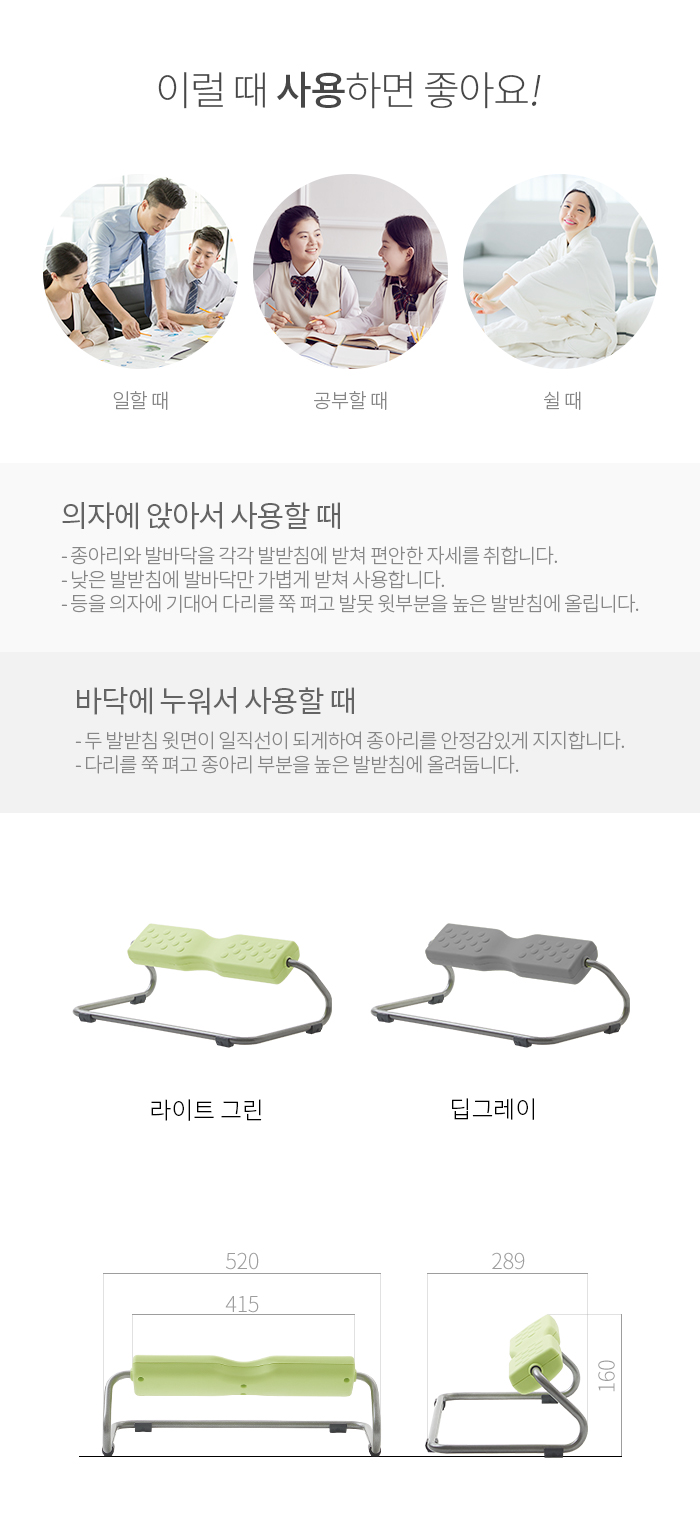 이럴 때 사용하면 좋아요!
일할 때
공부할 때
쉴 때
의자에 앉아서 사용할 때
- 종아리와 발바닥을 각각 발받침에 받쳐 편안한 자세를 취합니다.
- 낮은 발받침에 발바닥만 가볍게 받쳐 사용합니다.
- 등을 의자에 기대어 다리를 쭉 펴고 발못 윗부분을 높은 발받침에 올립니다.
바닥에 누워서 사용할 때
- 두 발받침 윗면이 일직선이 되게하여 종아리를 안정감있게 지지합니다.
- 다리를 쭉 펴고 종아리 부분을 높은 발받침에 올려둡니다.
라이트 그린
딥그레이
520
415
289
160